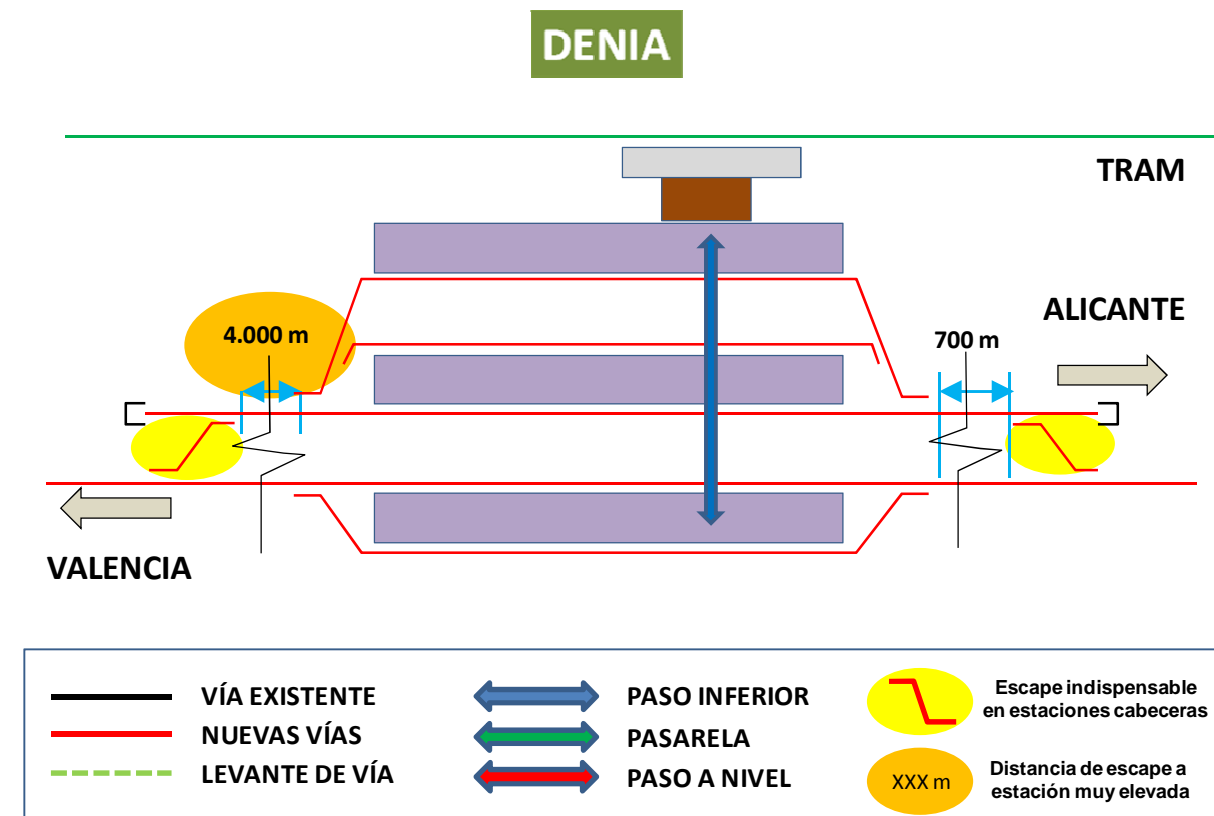 DENIA
TRAM
ALICANTE
4.000 m
700 m
VALENCIA
VÍA EXISTENTE
NUEVAS VÍAS
LEVANTE DE VÍA
PASO INFERIOR
PASARELA
PASO A NIVEL
Escape indispensable
en estaciones cabeceras
XXX m
Distancia de escape a
estación muy elevada